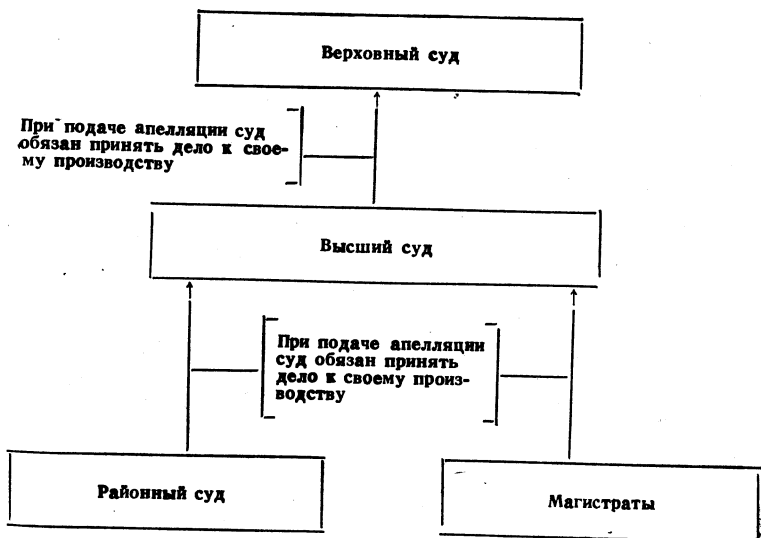 Верховный суд
При подаче апелляции суд
обязан принять дело к свое-
му производству
Высший суд
При подаче апелляции
суд обязан принять
дело к своему произ-
водству
Районный суд
Магистраты